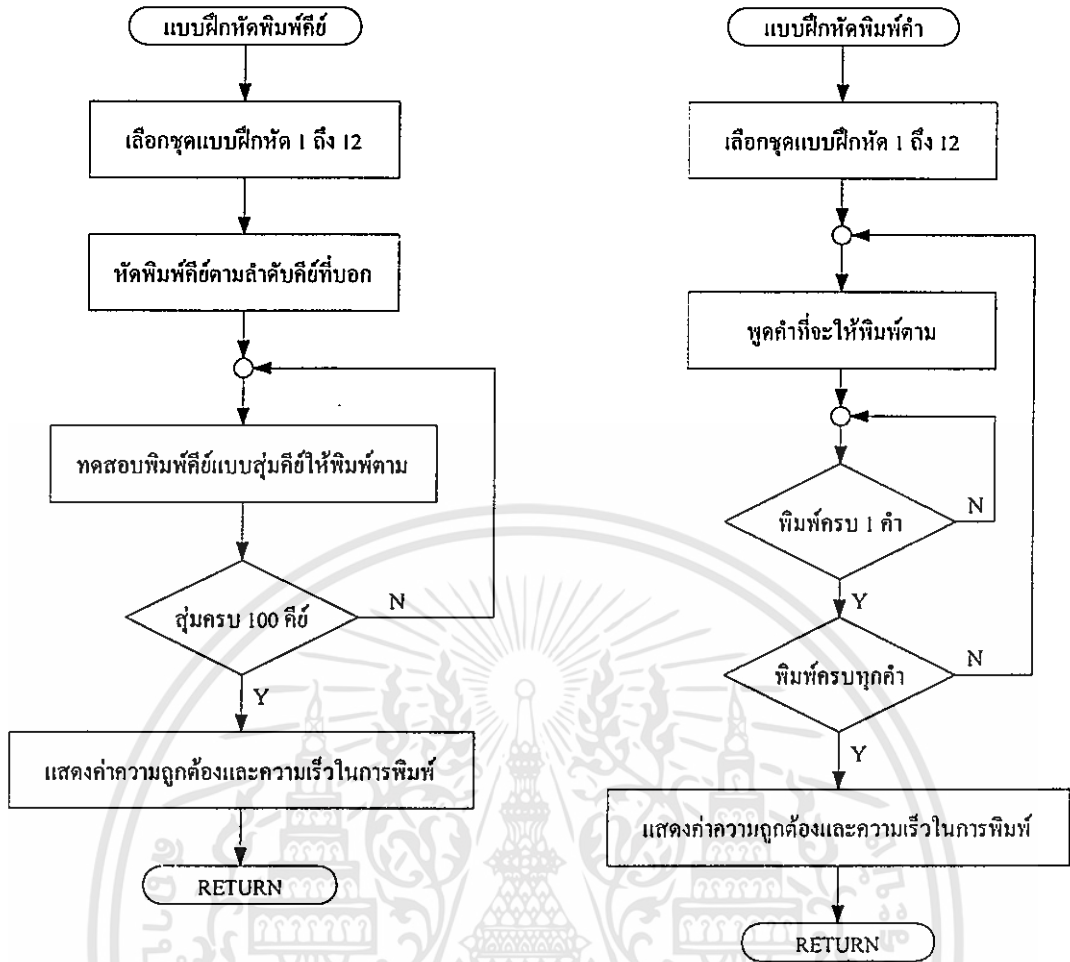 แบบฝึกหัดพิมพ์คีย์
เลือกชุดแบบฝึกหัด 1 ถึง 12
หัดพิมพ์คีย์ตามลำดับคีย์ที่บอก
ทดสอบพิมพ์คีย์แบบสุ่มคีย์ให้พิมพ์ตาม
สุ่มครบ 100 คีย์
N
Y
แสดงค่าความถูกต้องและความเร็วในการพิมพ์
RETURN
แบบฝึกหัดพิมพ์คำ
เลือกชุดแบบฝึกหัด 1 ถึง 12
พูดคำที่จะให้พิมพ์ตาม
พิมพ์ครบ 1 คำ
N
Y
พิมพ์ครบทุกคำ
N
Y
แสดงค่าความถูกต้องและความเร็วในการพิมพ์
RETURN